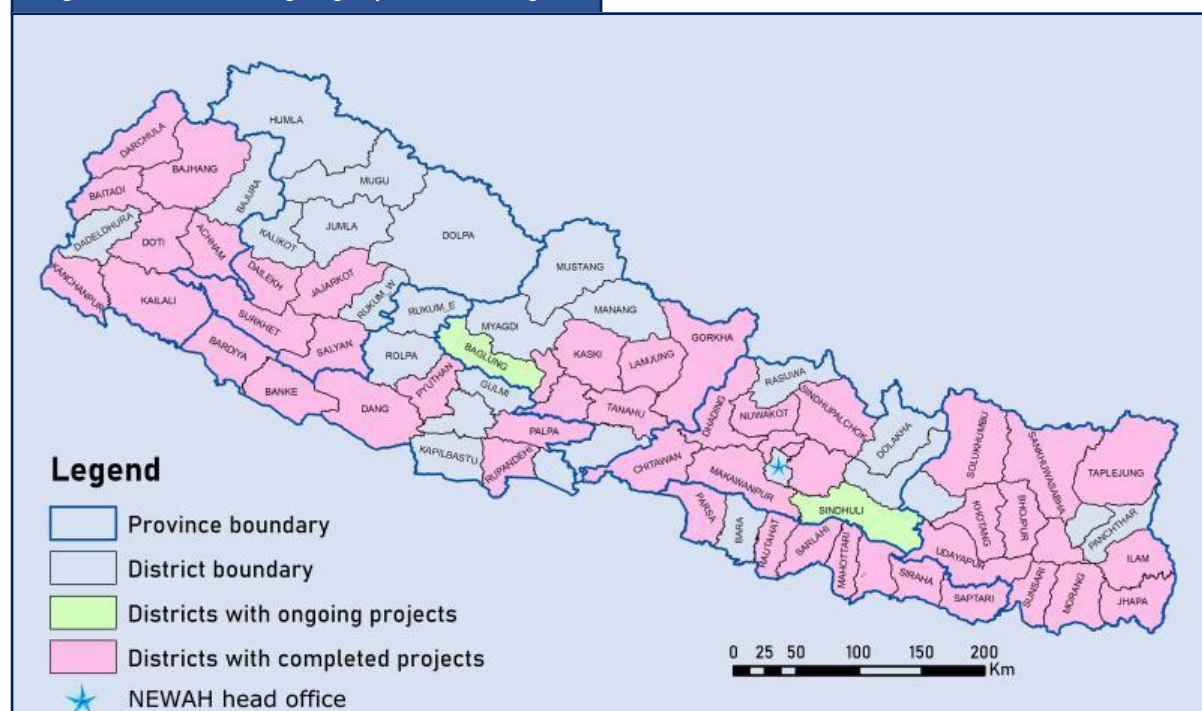 HUMLA
DARCHULA
BAJHANG
MUGU
BAITADI
BAJURA
JUMLA
DOLPA
DADELDHURA
DOTI
ACHHAM
KALIKOT
MUSTANG
DAILEKH
JAJARKOT
KANCHANPUR
KAILALI
RUKUM_W
RUKUM_E
MANANG
SURKHET
MYAGDI
GORKHA
BARDIYA
SALYAN
ROLPA
BAGLUNG
KASKI
LAMJUNG
BANKE
PYUTHAN
GULMI
RASUWA
DANG
TANAHU
DHADING
NUWAKOT
SINDHUPALCHOK
PALPA
DOLAKHA
SOLUKHUMBU
SANKHUWASABHA
TAPLEJUNG
KAPILBASTU
RUPANDEHI
CHITAWAN
MAKAWANPUR
PARSA
BARA
SINDHULI
KHOTANG
BHOJPUR
PANCHTHAR
RAUTAHAT
SARLAHI
MAHOTTARI
UDAYAPUR
ILAM
SIRAHA
SAPTARI
SUNSARI
MORANG
JHAPA
Legend
Province boundary
District boundary
Districts with ongoing projects
Districts with completed projects
NEWAH head office
0 25 50 100 150 200
Km